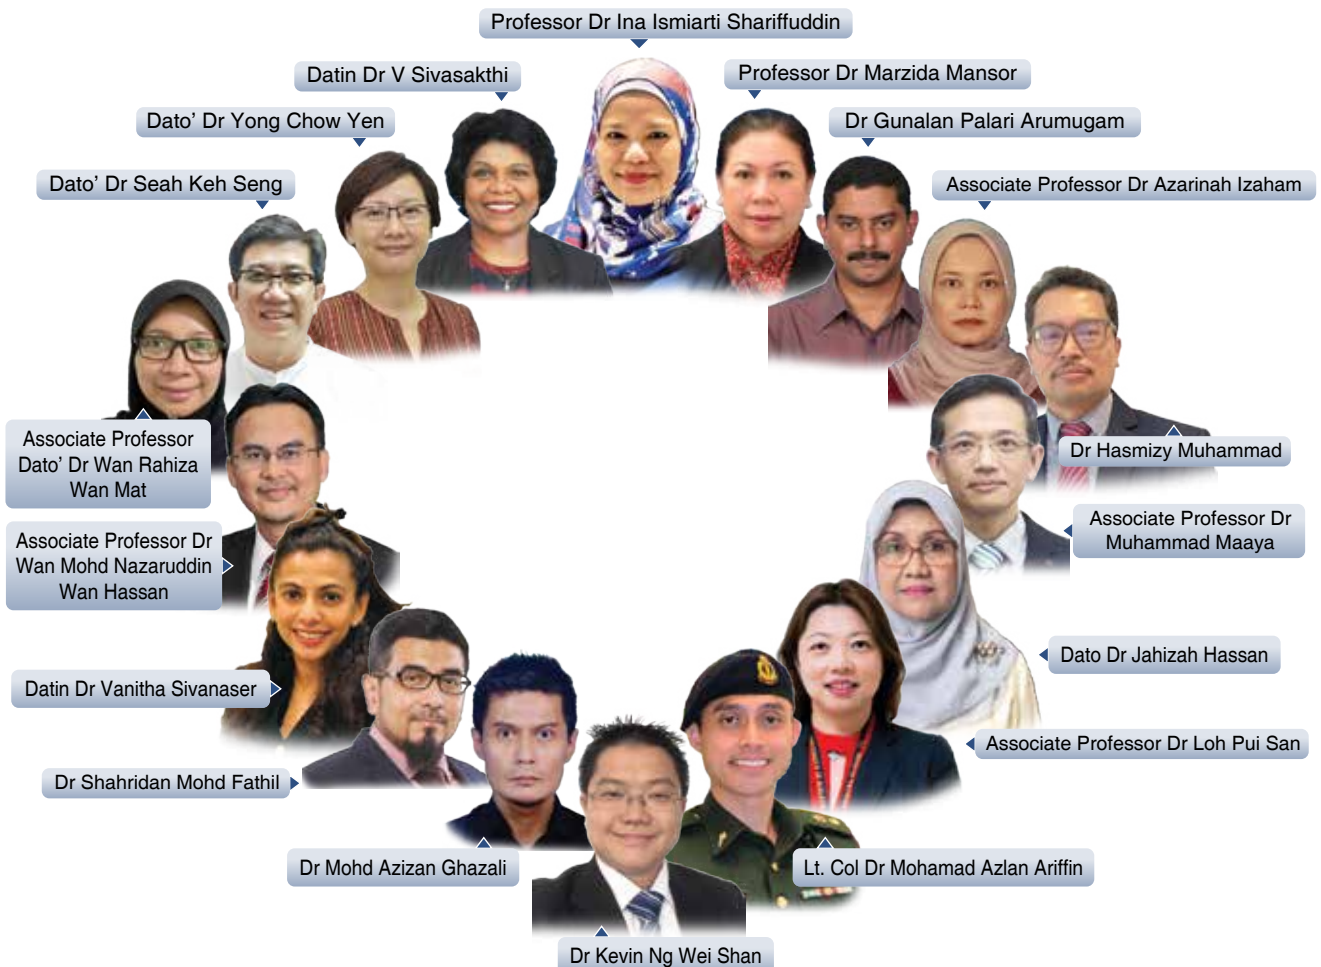 Professor Dr Ina Ismiarti Shariffuddin
Datin Dr V Sivasakthi
Professor Dr Marzida Mansor
Dato' Dr Yong Chow Yen
Dr Gunalan Palari Arumugam
Dato' Dr Seah Keh Seng
Associate Professor Dr Azarinah Izaham
Associate Professor
Dato' Dr Wan Rahiza
Wan Mat
Dr Hasmizy Muhammad
Associate Professor Dr
Muhammad Maaya
Associate Professor Dr
Wan Mohd Nazaruddin
Wan Hassan
Dato Dr Jahizah Hassan
Datin Dr Vanitha Sivanaser
Associate Professor Dr Loh Pui San
Dr Shahridan Mohd Fathil
Dr Mohd Azizan Ghazali
Lt. Col Dr Mohamad Azlan Ariffin
Dr Kevin Ng Wei Shan